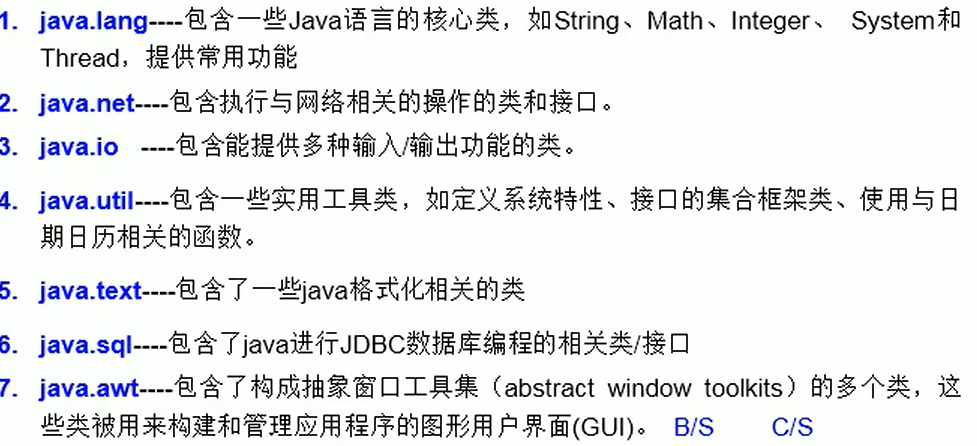 1. java.lang----包含一些Java语言的核心类，如String、Math、Integer、 System和
Thread，提供常用功能
2. java.net----包含执行与网络相关的操作的类和接口。
3. java.io ----包含能提供多种输入/输出功能的类。
4. java.util----包含一些实用工具类，如定义系统特性、接口的集合框架类、使用与日
期日历相关的函数。
5. java.text----包含了一些java格式化相关的类
6. java.sql----包含了java进行JDBC数据库编程的相关类/接口
7. java.awt----包含了构成抽象窗口工具集（abstract window toolkits）的多个类，这
些类被用来构建和管理应用程序的图形用户界面(GUI)。 B/S C/S